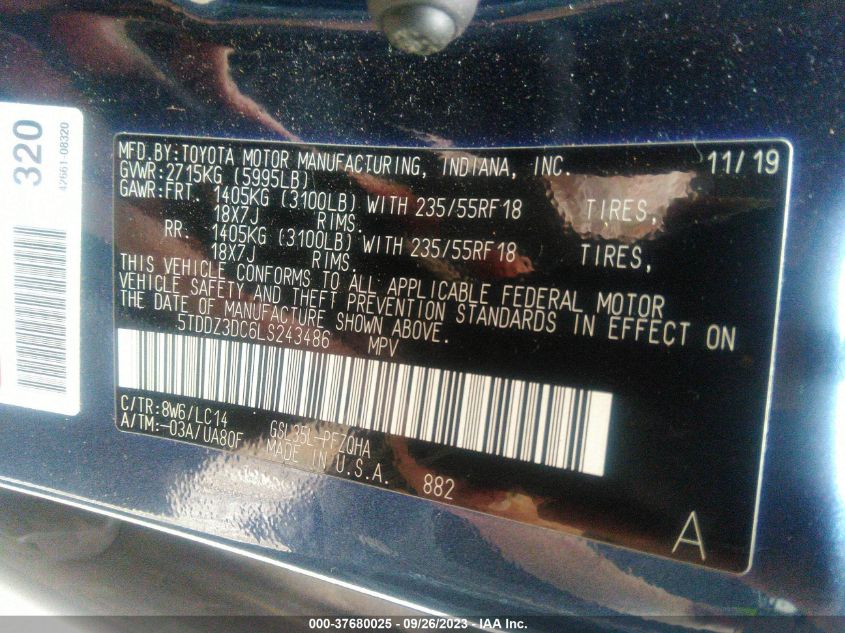 320
42661-08320
MFD.BY:TOYOTA MOTOR MANUFACTURING, INDIANA, INC. 11/19
GVWR:2715KG (5995LB)
GAWR:FRT. 1405KG (3100LB) WITH 235/55RF18 TIRES,
18X7J RIMS.
RR. 1405KG (3100LB) WITH 235/55RF18 TIRES,
18X7J RIMS.
THIS VEHICLE CONFORMS TO ALL APPLICABLE FEDERAL MOTOR
VEHICLE SAFETY AND THEFT PREVENTION STANDARDS IN EFFECT ON
THE DATE OF MANUFACTURE SHOWN ABOVE.
5TDDZ3DC6LS243486 MPV
C/TR:8W6/LC14 GSL35L-PFZQHA
A/TM:-03A/UA80F MADE IN U.S.A.
882
A
000-37680025 - 09/26/2023 - IAA Inc.